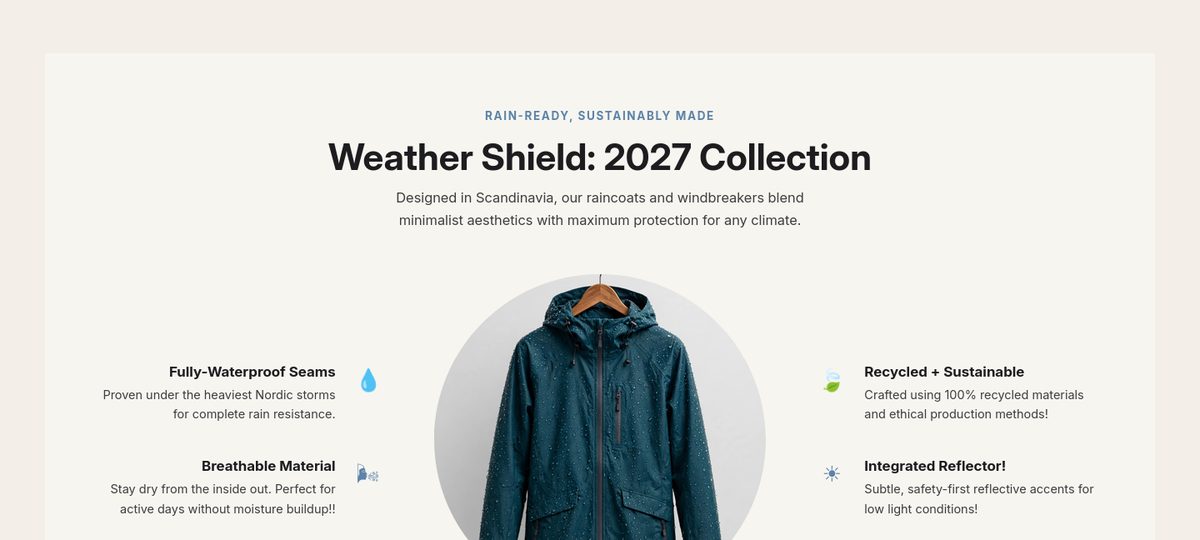 RAIN-READY, SUSTAINABLY MADE
Weather Shield: 2027 Collection
Designed in Scandinavia, our raincoats and windbreakers blend
minimalist aesthetics with maximum protection for any climate.
Fully-Waterproof Seams
Proven under the heaviest Nordic storms
for complete rain resistance.
Breathable Material
Stay dry from the inside out. Perfect for
active days without moisture buildup!!
Recycled + Sustainable
Crafted using 100% recycled materials
and ethical production methods!
Integrated Reflector!
Subtle, safety-first reflective accents for
low light conditions!